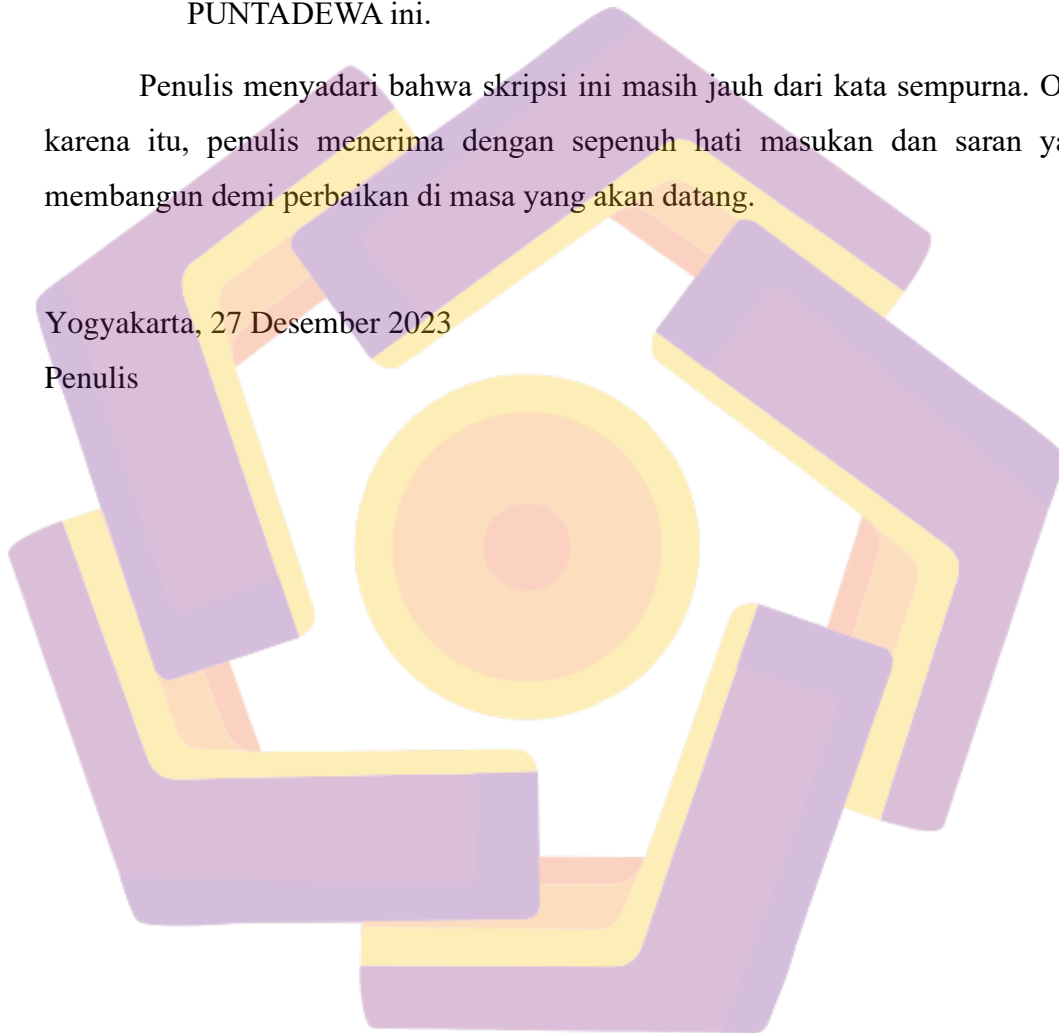 PUNTADEWA ini.
Penulis menyadari bahwa skripsi ini masih jauh dari kata sempurna. O
karena itu, penulis menerima dengan sepenuh hati masukan dan saran ya
membangun demi perbaikan di masa yang akan datang.
Yogyakarta, 27 Desember 2023
Penulis